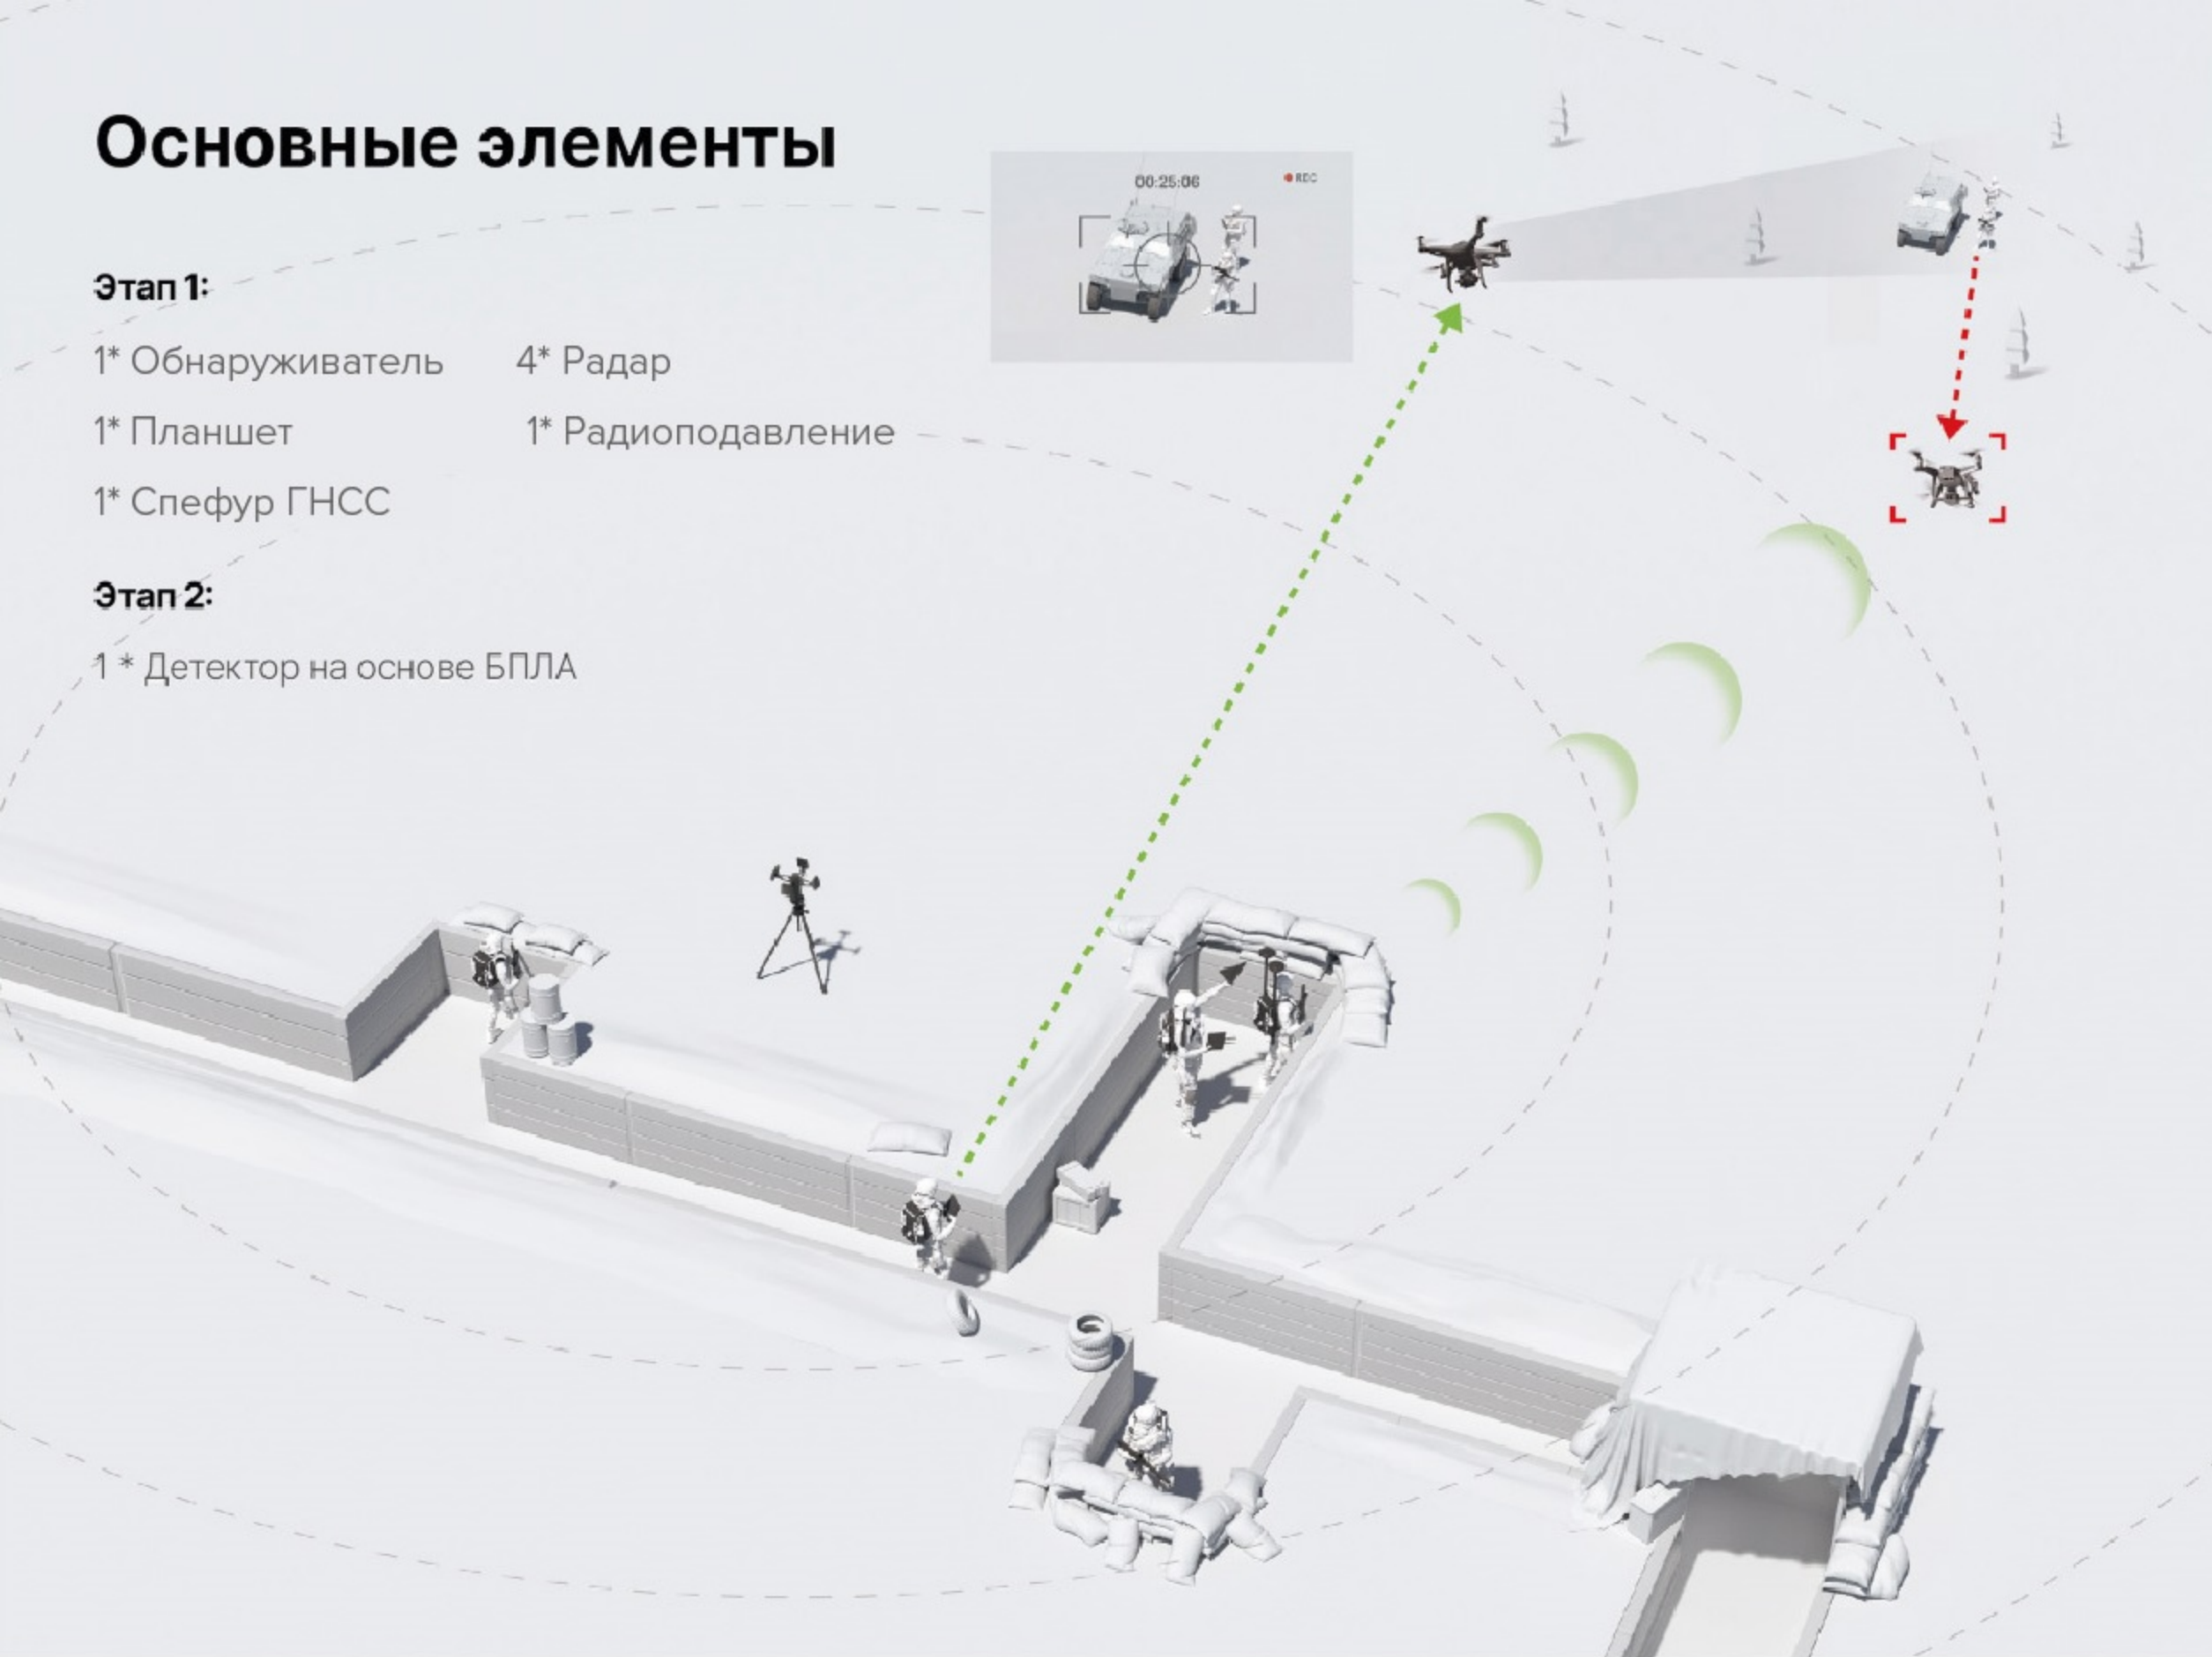 Основные элементы
Этап 1:
1* Обнаруживатель 4* Радар
1* Планшет 1* Радиоподавление
1* Спефур ГНСС
Этап 2:
1 * Детектор на основе БПЛА
00:25:06 REC